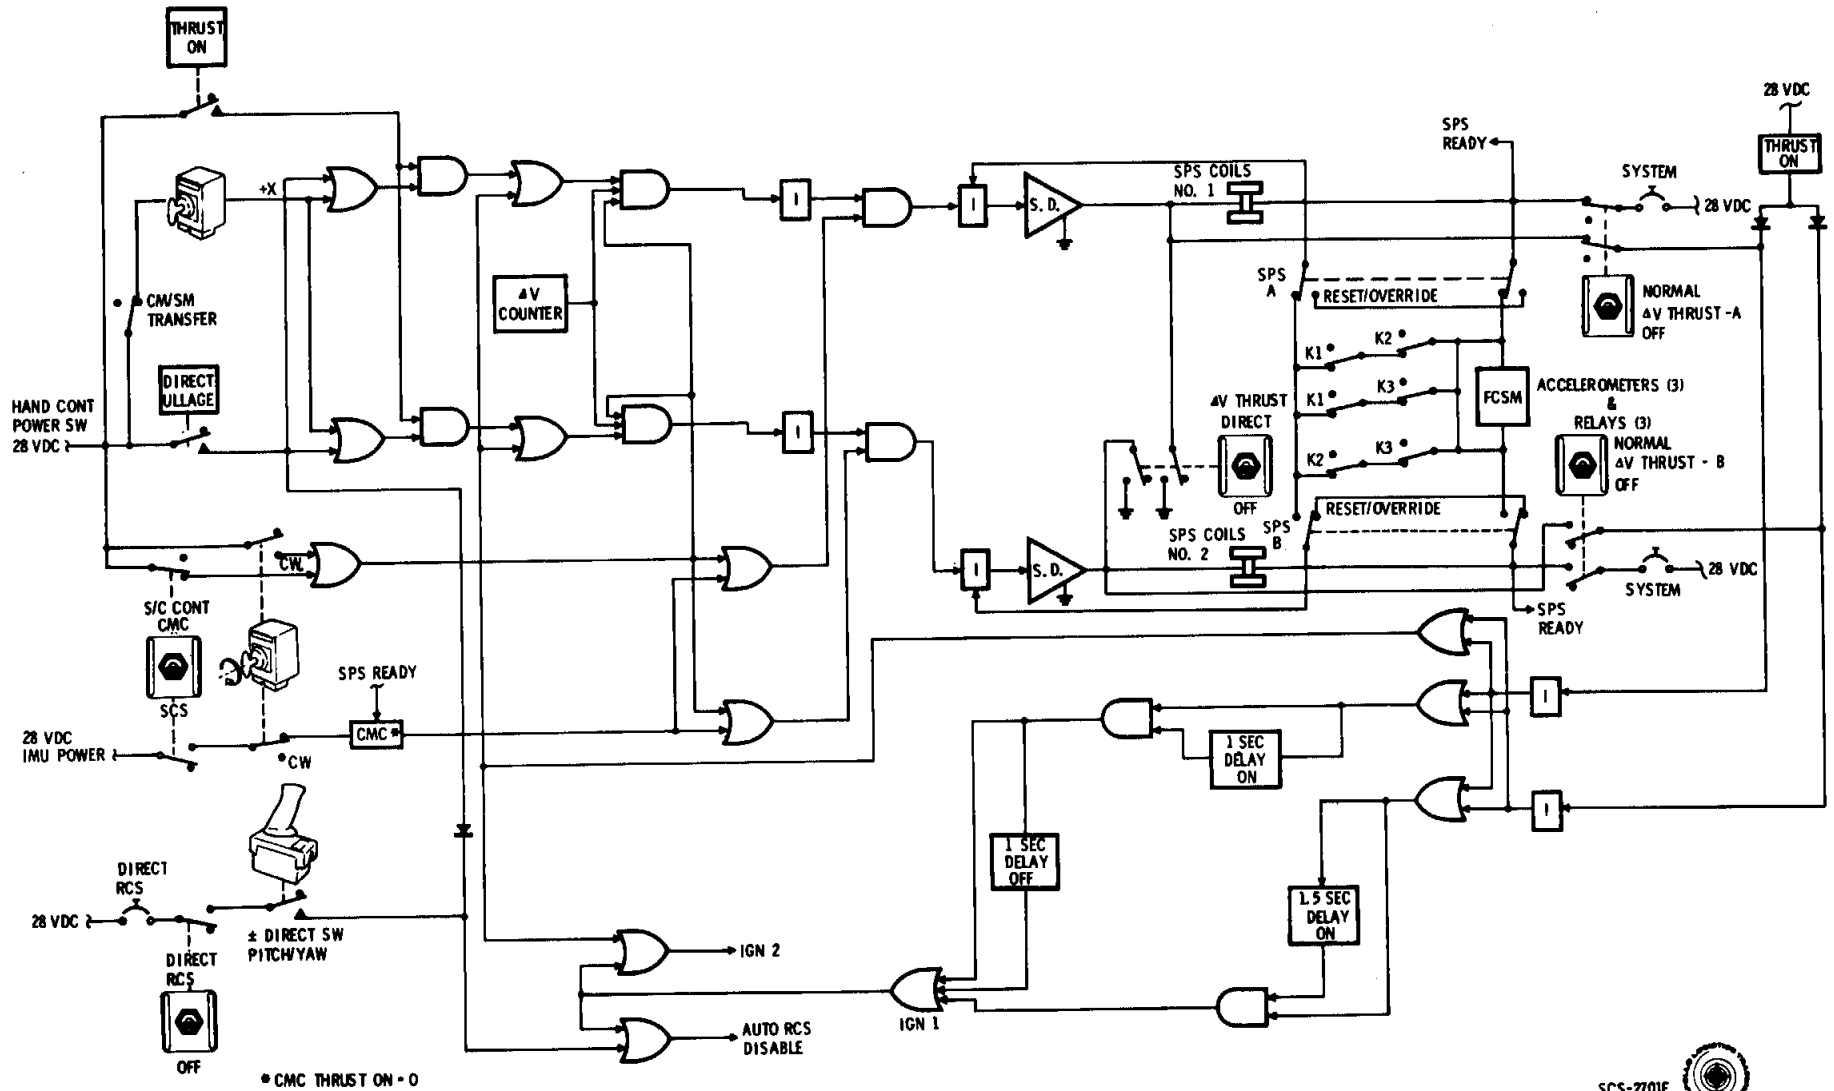 THRUST
ON
+X
CM/SM
TRANSFER
DIRECT
ULLAGE
HAND CONT
POWER SW
28 VDC
ΔV
COUNTER
I
I
I
I
S.D.
S.D.
SPS COILS
NO. 1
SPS
READY
28 VDC
THRUST
ON
SYSTEM
28 VDC
NORMAL
ΔV THRUST -A
OFF
SPS
A
RESET/OVERRIDE
K1
K2
K1
K3
K2
K3
FCSM
ACCELEROMETERS (3)
&
RELAYS (3)
NORMAL
ΔV THRUST - B
OFF
ΔV THRUST
DIRECT
OFF
RESET/OVERRIDE
SPS
B
SPS COILS
NO. 2
28 VDC
SYSTEM
SPS
READY
CW
S/C CONT
CMC
SCS
28 VDC
IMU POWER
CW
SPS READY
CMC *
I
I
1 SEC
DELAY
ON
1 SEC
DELAY
OFF
1.5 SEC
DELAY
ON
DIRECT
RCS
28 VDC
± DIRECT SW
PITCH/YAW
DIRECT
RCS
OFF
IGN 2
IGN 1
AUTO RCS
DISABLE
* CMC THRUST ON - 0
SCS-2701F